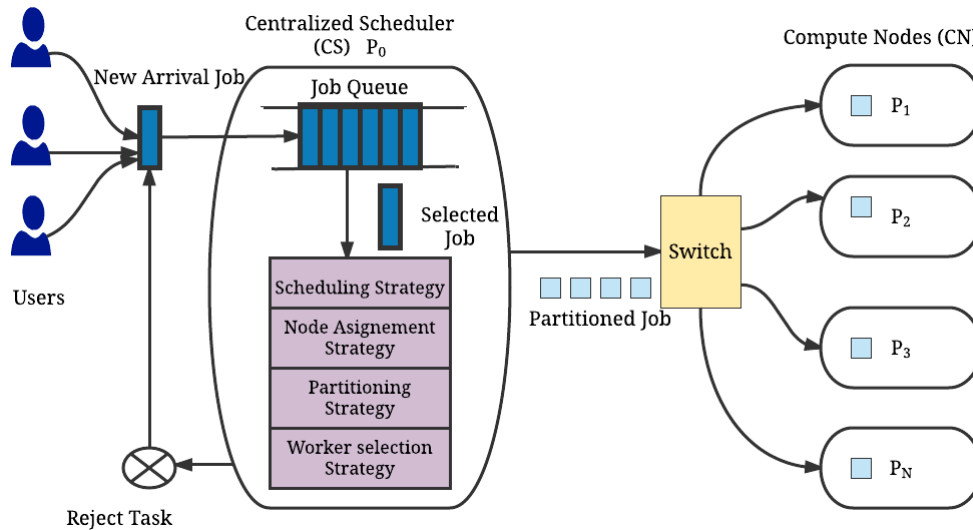 Centralized Scheduler
(CS) P₀
Compute Nodes (CN)
New Arrival Job
Job Queue
P₁
Selected
Job
P₂
Switch
Users
Scheduling Strategy
Partitioned Job
Node Asignement
Strategy
P₃
Partitioning
Strategy
Worker selection
Strategy
Pₙ
Reject Task